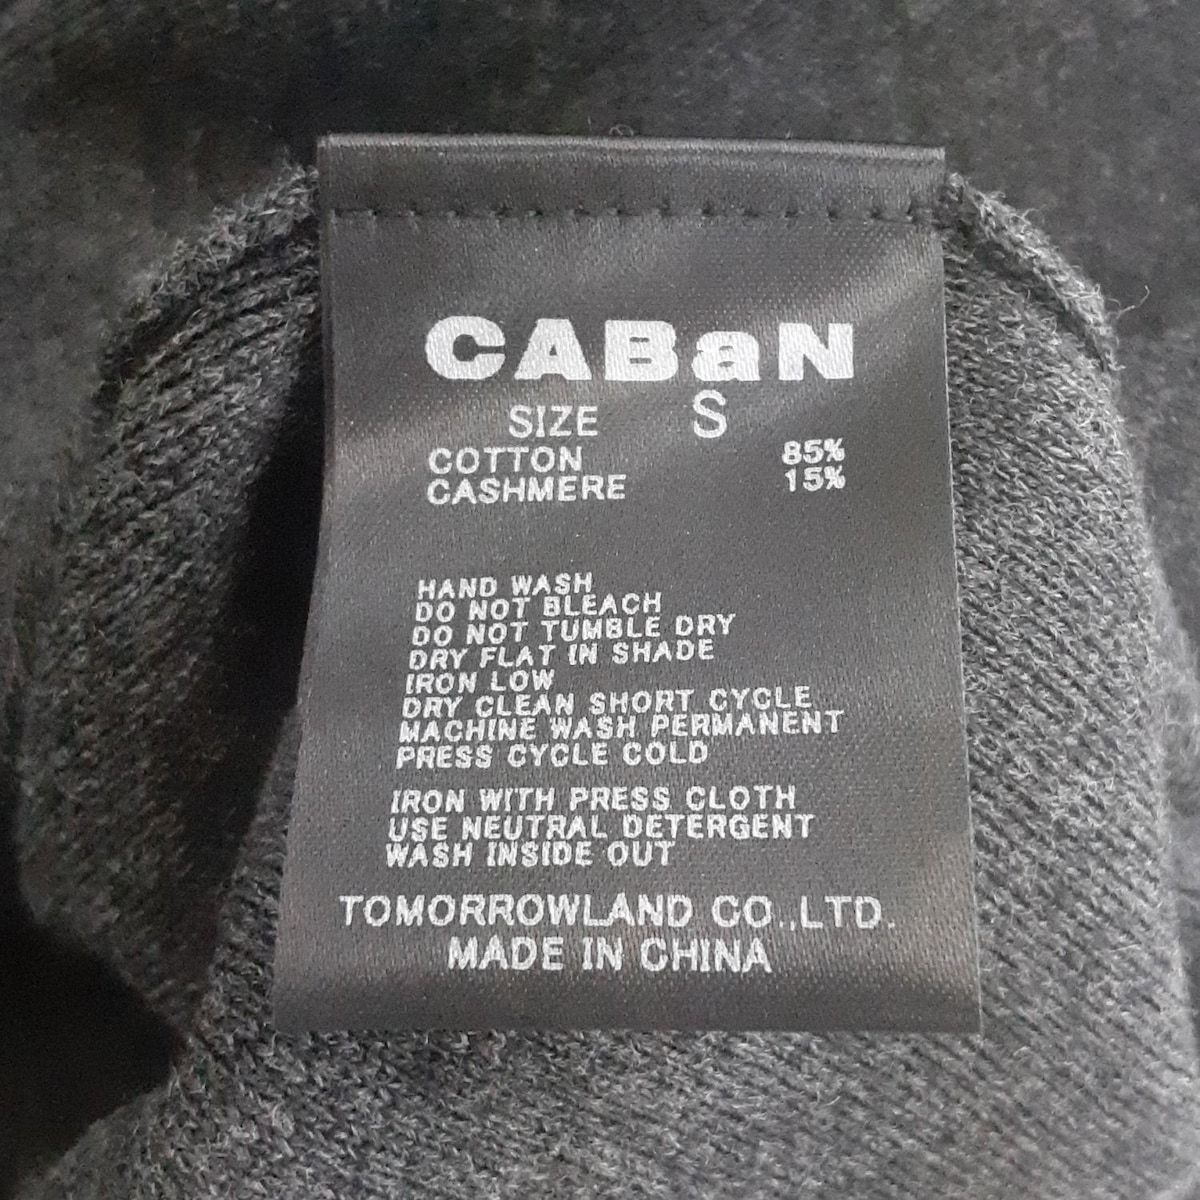 CABaN
SIZE S
COTTON 85%
CASHMERE 15%
HAND WASH
DO NOT BLEACH
DO NOT TUMBLE DRY
DRY FLAT IN SHADE
IRON LOW
DRY CLEAN SHORT CYCLE
MACHINE WASH PERMANENT
PRESS CYCLE COLD
IRON WITH PRESS CLOTH
USE NEUTRAL DETERGENT
WASH INSIDE OUT
TOMORROWLAND CO.,LTD.
MADE IN CHINA